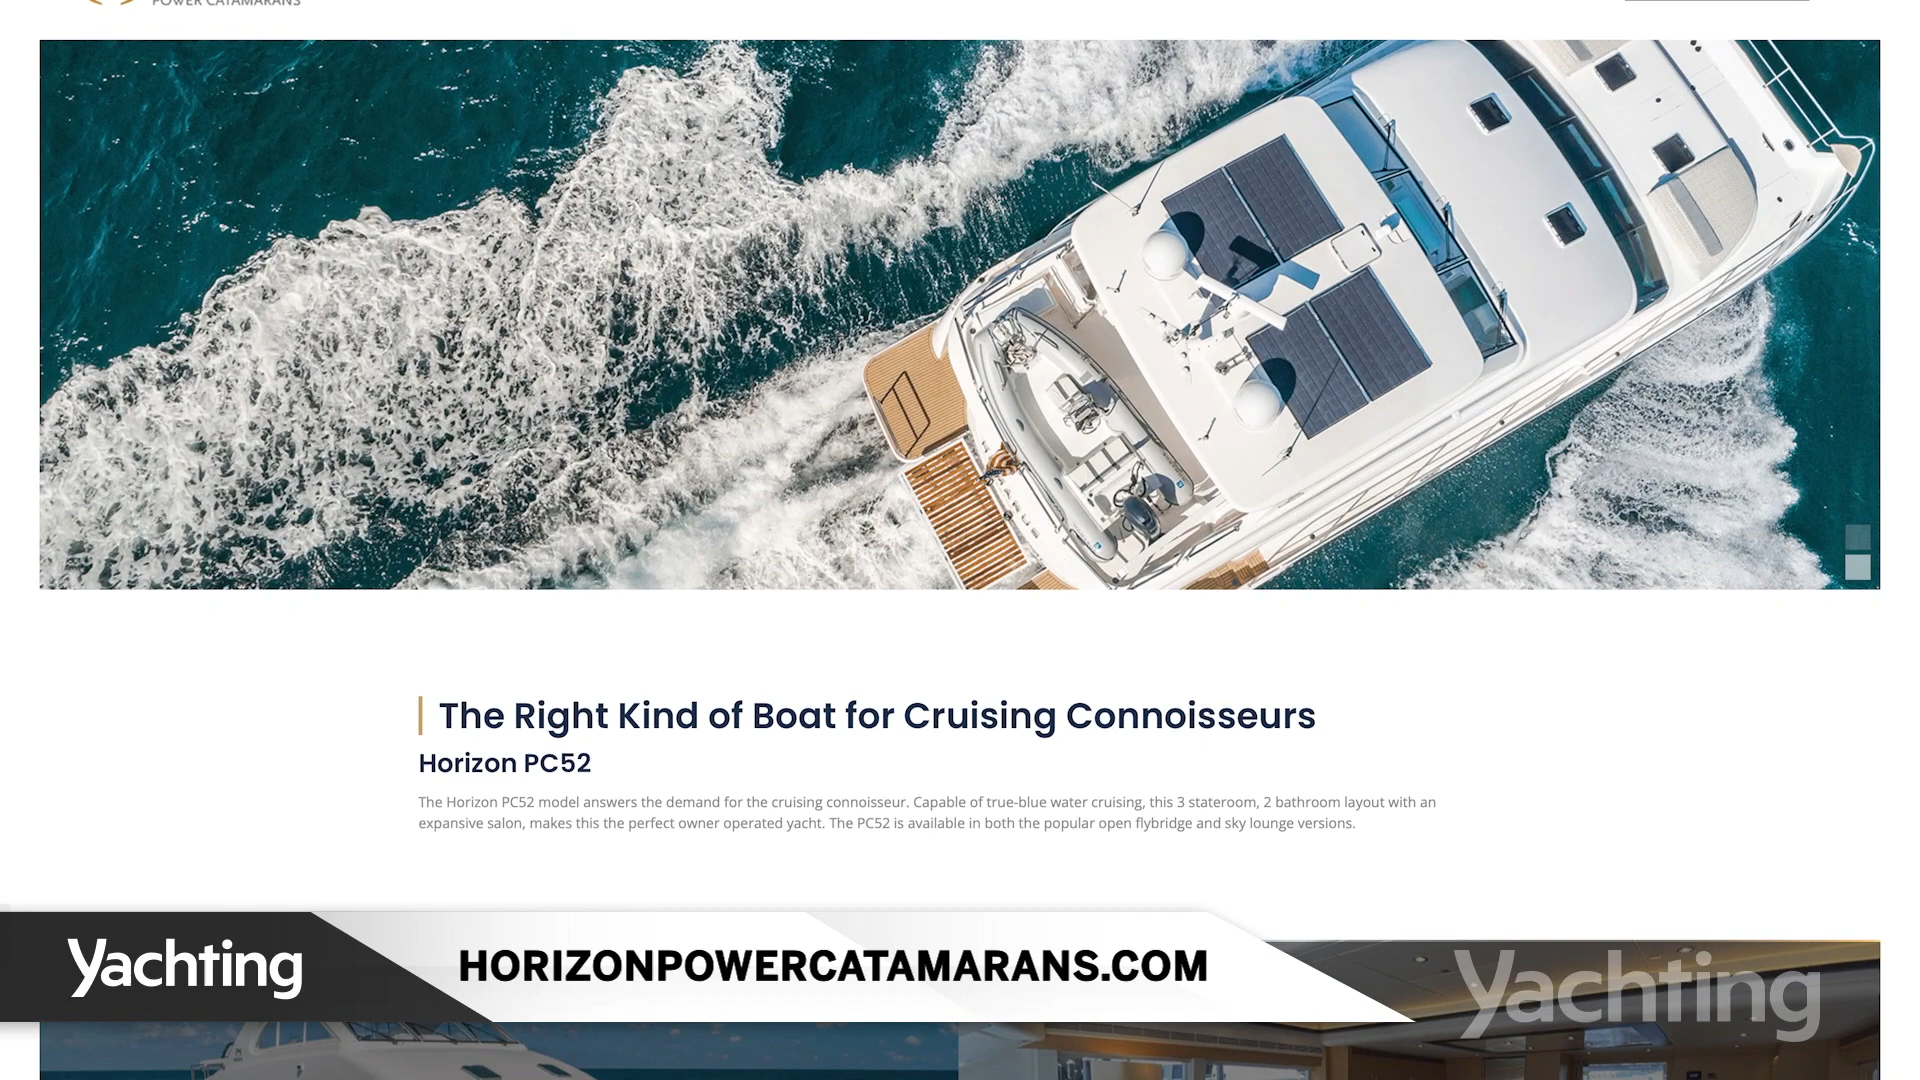 POWER CATAMARANS
The Right Kind of Boat for Cruising Connoisseurs
Horizon PC52
The Horizon PC52 model answers the demand for the cruising connoisseur. Capable of true-blue water cruising, this 3 stateroom, 2 bathroom layout with an
expansive salon, makes this the perfect owner operated yacht. The PC52 is available in both the popular open flybridge and sky lounge versions.
Yachting
HORIZONPOWERCATAMARANS.COM
Yachting